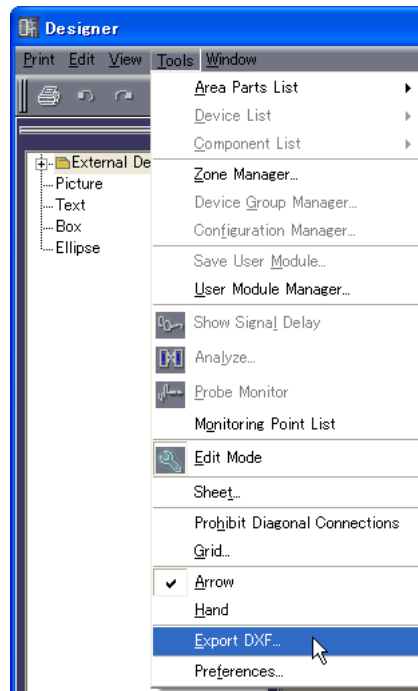 Designer
Print Edit View Tools Window
External De
Picture
Text
Box
Ellipse
Area Parts List
Device List
Component List
Zone Manager...
Device Group Manager...
Configuration Manager...
Save User Module...
User Module Manager...
Show Signal Delay
Analyze...
Probe Monitor
Monitoring Point List
Edit Mode
Sheet...
Prohibit Diagonal Connections
Grid...
Arrow
Hand
Export DXF...
Preferences...